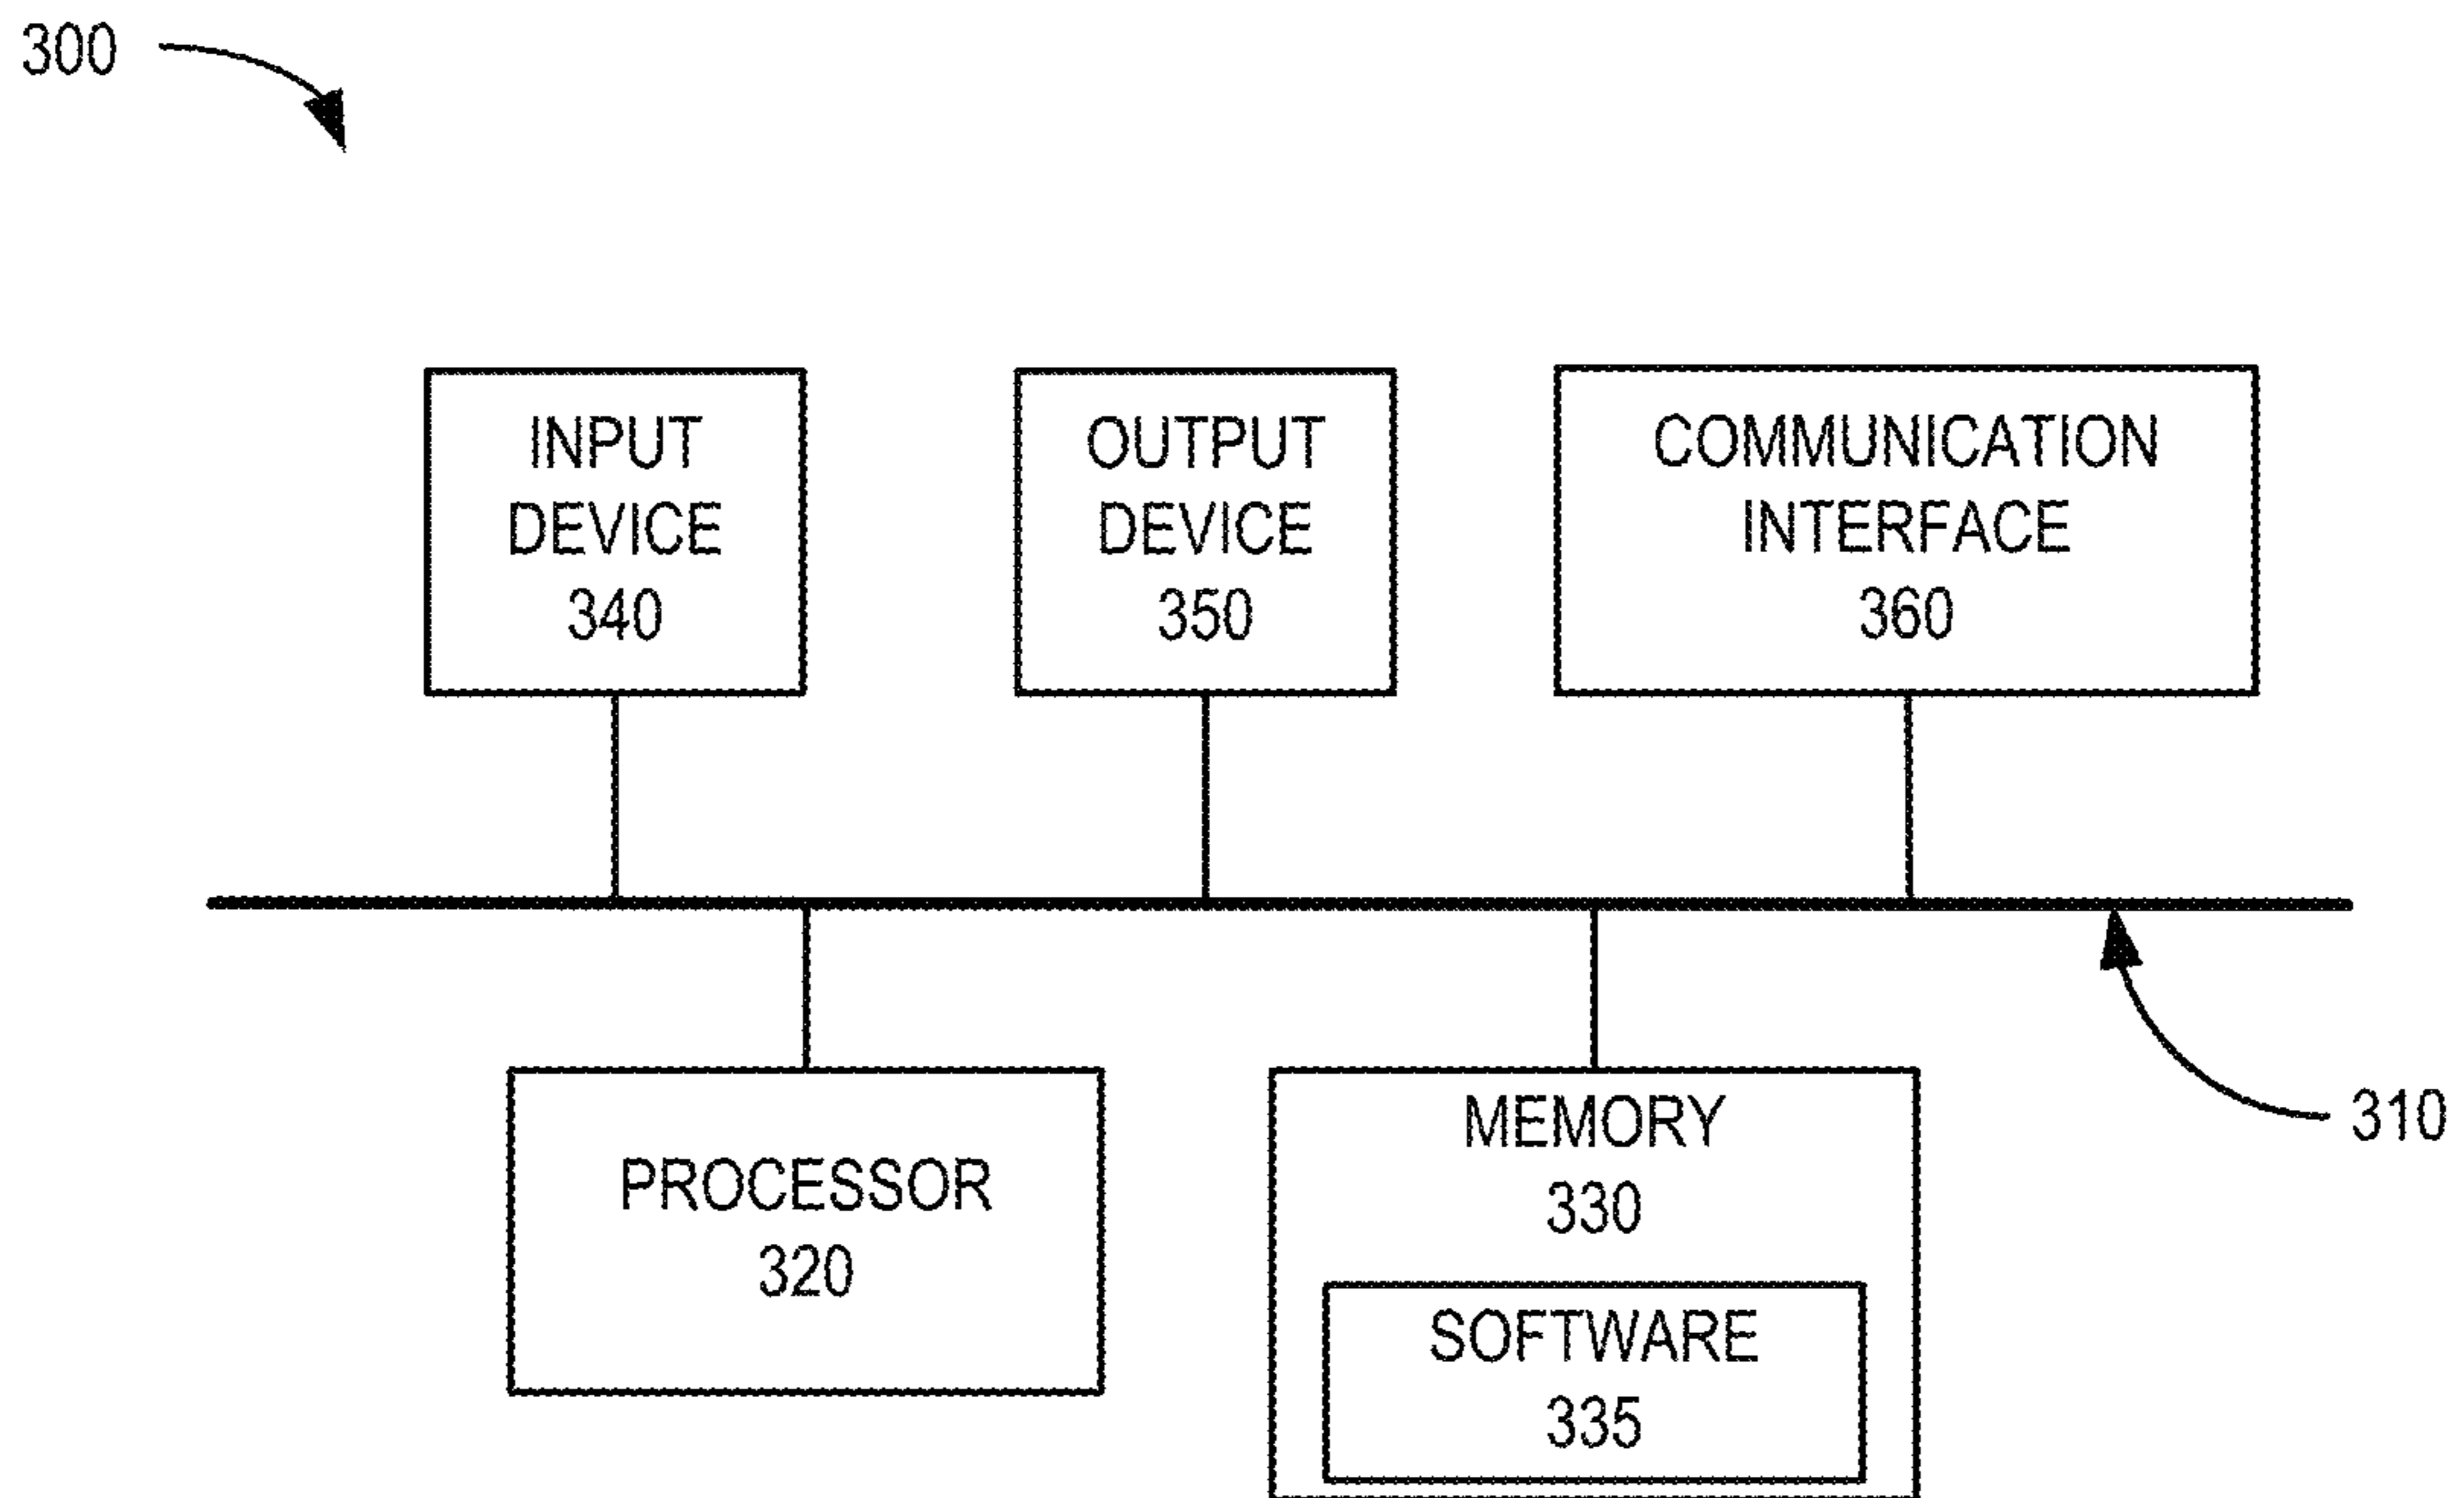 300
INPUT
DEVICE
340
OUTPUT
DEVICE
350
COMMUNICATION
INTERFACE
360
PROCESSOR
320
MEMORY
330
SOFTWARE
335
310